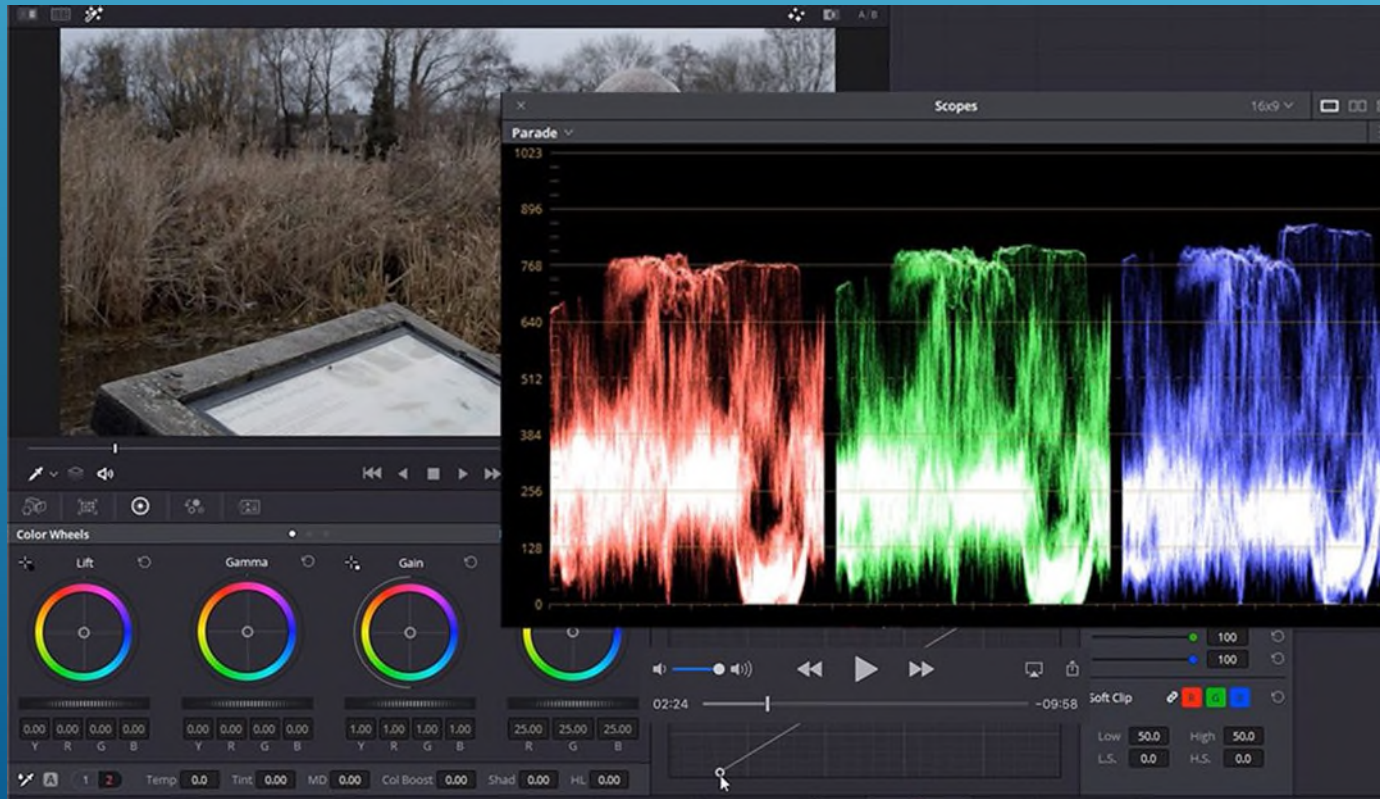 A/B
Scopes
16x9
Parade
1023
896
768
640
512
384
256
128
0
Color Wheels
Lift
Gamma
Gain
0.00 0.00 0.00 0.00
Y R G B
0.00 0.00 0.00 0.00
Y R G B
1.00 1.00 1.00 1.00
Y R G B
25.00 25.00 25.00
R G B
A 1 2
Temp 0.0 Tint 0.00 MD 0.00 Col Boost 0.00 Shad 0.00 HL 0.00
02:24
-09:58
100
100
Soft Clip
R G B
Low 50.0 High 50.0
L.S. 0.0 H.S. 0.0